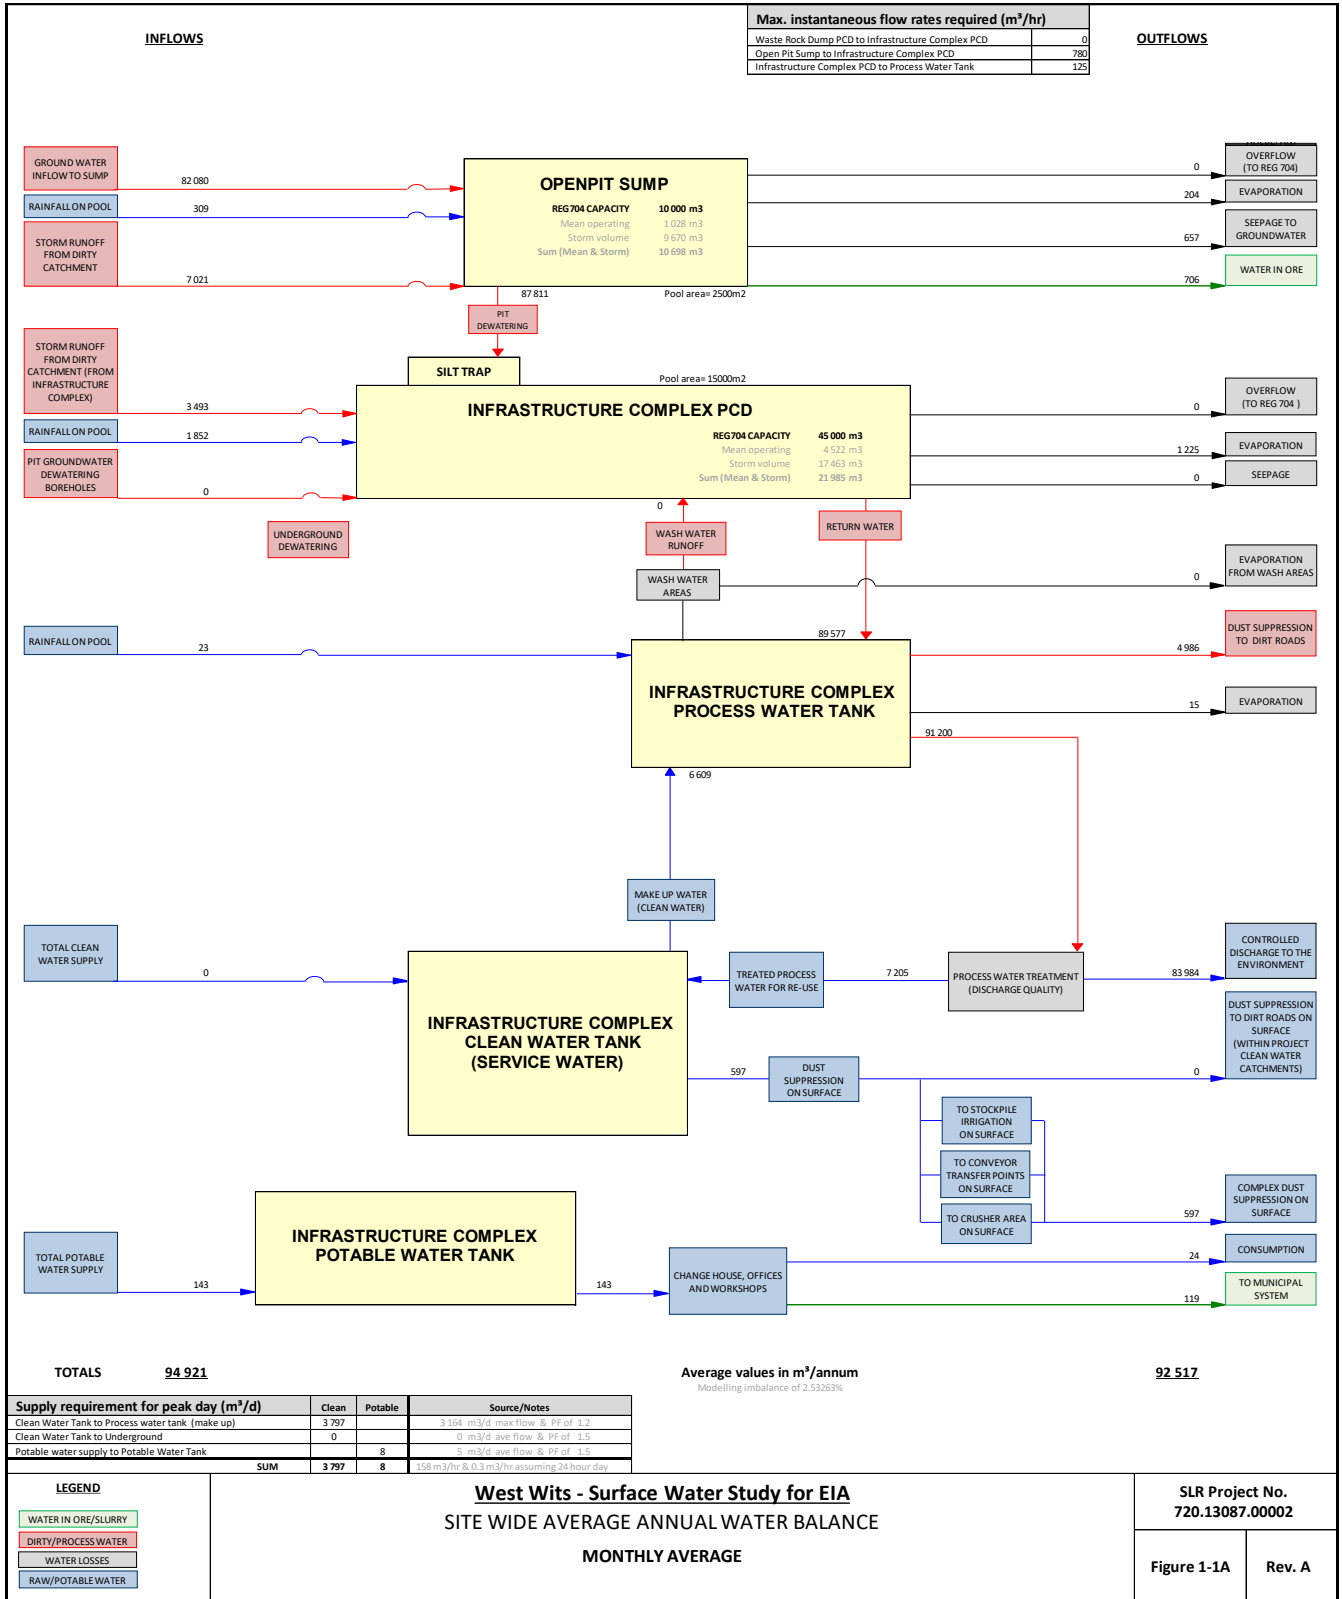 INFLOWS
Max. instantaneous flow rates required (m³/hr)
Waste Rock Dump PCD to Infrastructure Complex PCD 0
Open Pit Sump to Infrastructure Complex PCD 780
Infrastructure Complex PCD to Process Water Tank 125
OUTFLOWS
GROUND WATER
INFLOW TO SUMP
82 080
RAINFALL ON POOL
309
STORM RUNOFF
FROM DIRTY
CATCHMENT
7 021
OPENPIT SUMP
REG704 CAPACITY 10 000 m3
Mean operating 1 028 m3
Storm volume 9 670 m3
Sum (Mean & Storm) 10 698 m3
87 811
Pool area= 2500m2
0
OVERFLOW
(TO REG 704)
204
EVAPORATION
657
SEEPAGE TO
GROUNDWATER
706
WATER IN ORE
PIT
DEWATERING
STORM RUNOFF
FROM DIRTY
CATCHMENT (FROM
INFRASTRUCTURE
COMPLEX)
3 493
RAINFALL ON POOL
1 852
PIT GROUNDWATER
DEWATERING
BOREHOLES
0
SILT TRAP
Pool area= 15000m2
INFRASTRUCTURE COMPLEX PCD
REG704 CAPACITY 45 000 m3
Mean operating 4 522 m3
Storm volume 17 463 m3
Sum (Mean & Storm) 21 985 m3
0
OVERFLOW
(TO REG 704 )
1 225
EVAPORATION
0
SEEPAGE
UNDERGROUND
DEWATERING
0
WASH WATER
RUNOFF
RETURN WATER
WASH WATER
AREAS
0
EVAPORATION
FROM WASH AREAS
RAINFALL ON POOL
23
89 577
INFRASTRUCTURE COMPLEX
PROCESS WATER TANK
4 986
DUST SUPPRESSION
TO DIRT ROADS
15
EVAPORATION
91 200
6 609
MAKE UP WATER
(CLEAN WATER)
TOTAL CLEAN
WATER SUPPLY
0
INFRASTRUCTURE COMPLEX
CLEAN WATER TANK
(SERVICE WATER)
TREATED PROCESS
WATER FOR RE-USE
7 205
PROCESS WATER TREATMENT
(DISCHARGE QUALITY)
83 984
CONTROLLED
DISCHARGE TO THE
ENVIRONMENT
597
DUST
SUPPRESSION
ON SURFACE
0
DUST SUPPRESSION
TO DIRT ROADS ON
SURFACE
(WITHIN PROJECT
CLEAN WATER
CATCHMENTS)
TO STOCKPILE
IRRIGATION
ON SURFACE
TO CONVEYOR
TRANSFER POINTS
ON SURFACE
TO CRUSHER AREA
ON SURFACE
597
COMPLEX DUST
SUPPRESSION ON
SURFACE
TOTAL POTABLE
WATER SUPPLY
143
INFRASTRUCTURE COMPLEX
POTABLE WATER TANK
143
CHANGE HOUSE, OFFICES
AND WORKSHOPS
24
CONSUMPTION
119
TO MUNICIPAL
SYSTEM
TOTALS 94 921
Average values in m³/annum
Modelling imbalance of 2.53263%
92 517
Supply requirement for peak day (m³/d) Clean Potable Source/Notes
Clean Water Tank to Process water tank (make up) 3 797 3 164 m3/d max flow & PF of 1.2
Clean Water Tank to Underground 0 0 m3/d ave flow & PF of 1.5
Potable water supply to Potable Water Tank 8 5 m3/d ave flow & PF of 1.5
SUM 3 797 8 158 m3/hr & 0.3 m3/hr assuming 24 hour day
LEGEND
WATER IN ORE/SLURRY
DIRTY/PROCESS WATER
WATER LOSSES
RAW/POTABLE WATER
West Wits - Surface Water Study for EIA
SITE WIDE AVERAGE ANNUAL WATER BALANCE
MONTHLY AVERAGE
SLR Project No.
720.13087.00002
Figure 1-1A
Rev. A